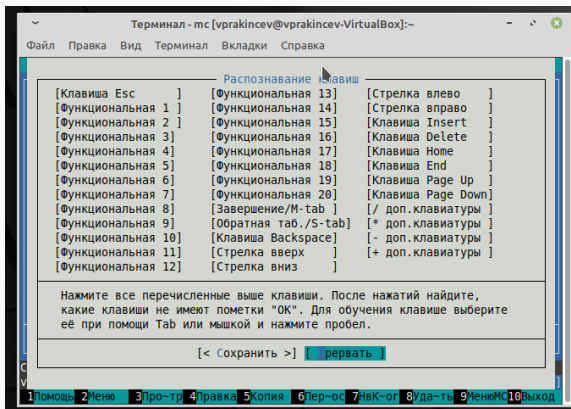 Терминал - mc [vprakincev@vprakincev-VirtualBox]:~
Файл Правка Вид Терминал Вкладки Справка
Распознавание клавиш
[Клавиша Esc ] [Функциональная 13] [Стрелка влево ]
[Функциональная 1 ] [Функциональная 14] [Стрелка вправо ]
[Функциональная 2 ] [Функциональная 15] [Клавиша Insert ]
[Функциональная 3] [Функциональная 16] [Клавиша Delete ]
[Функциональная 4] [Функциональная 17] [Клавиша Home ]
[Функциональная 5] [Функциональная 18] [Клавиша End ]
[Функциональная 6] [Функциональная 19] [Клавиша Page Up ]
[Функциональная 7] [Функциональная 20] [Клавиша Page Down]
[Функциональная 8] [Завершение/M-tab ] [/ доп.клавиатуры ]
[Функциональная 9] [Обратная таб./S-tab] [* доп.клавиатуры ]
[Функциональная 10] [Клавиша Backspace] [- доп.клавиатуры ]
[Функциональная 11] [Стрелка вверх ] [+ доп.клавиатуры ]
[Функциональная 12] [Стрелка вниз ]
Нажмите все перечисленные выше клавиши. После нажатий найдите,
какие клавиши не имеют пометки "OK". Для обучения клавише выберите
её при помощи Tab или мышкой и нажмите пробел.
[< Сохранить >] [ Прервать ]
1Помощь 2Меню 3Про~тр 4Правка 5Копия 6Пер~ос 7НвК~ог 8Уда~ть 9МенюMC 10Выход